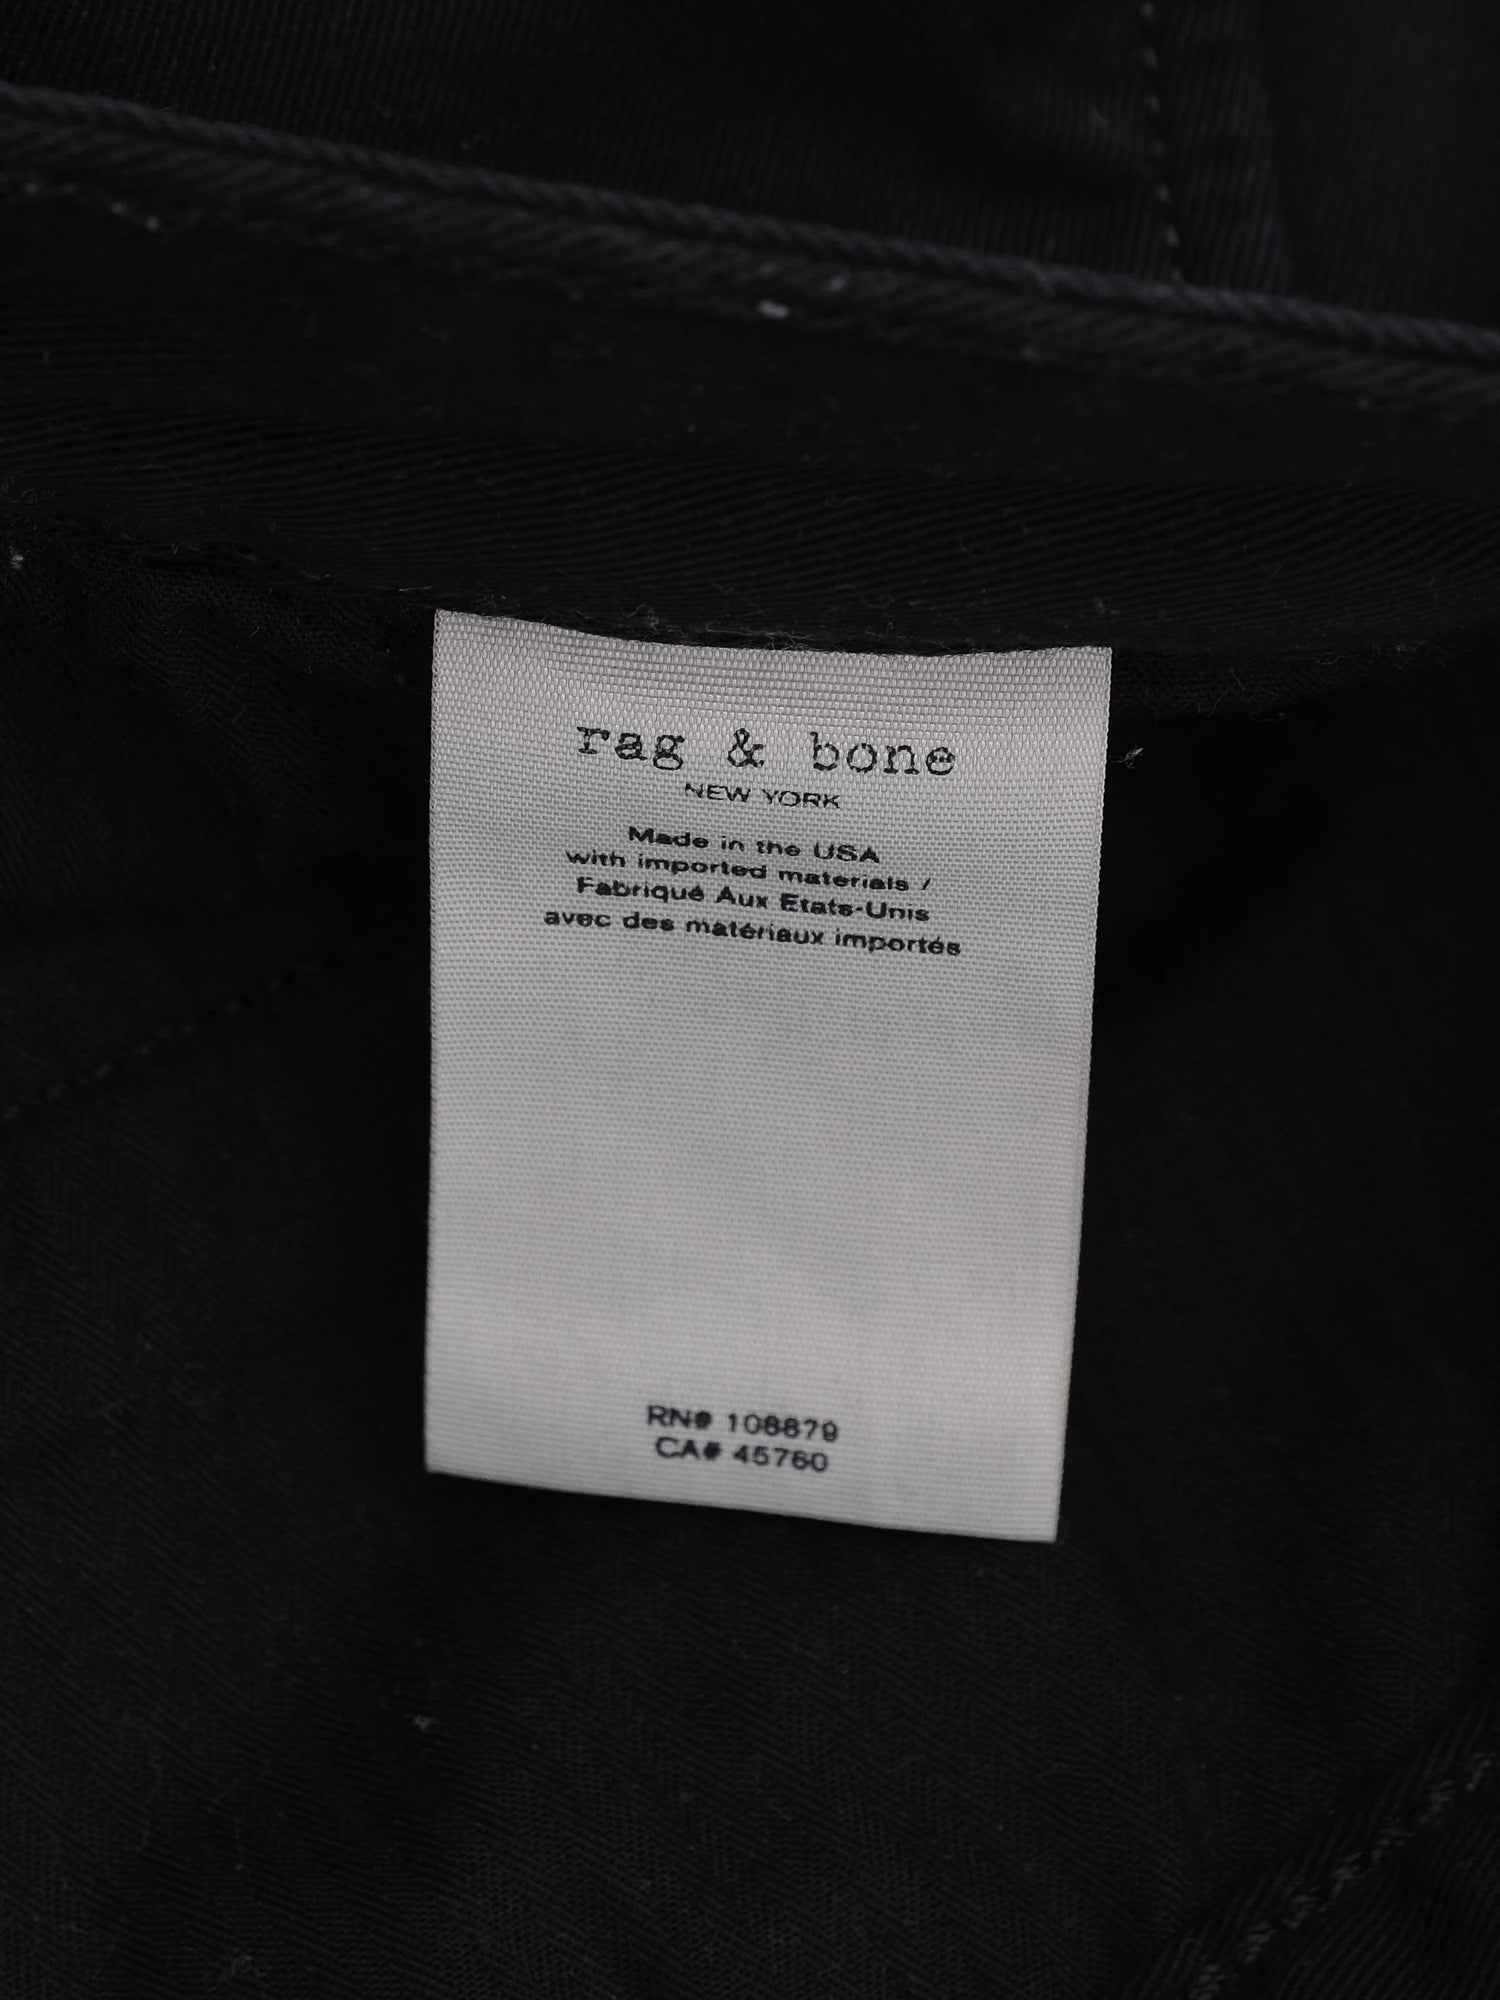 rag & bone
NEW YORK
Made in the USA
with imported materials /
Fabriqué Aux Etats-Unis
avec des matériaux importés
RN# 108879
CA# 45760